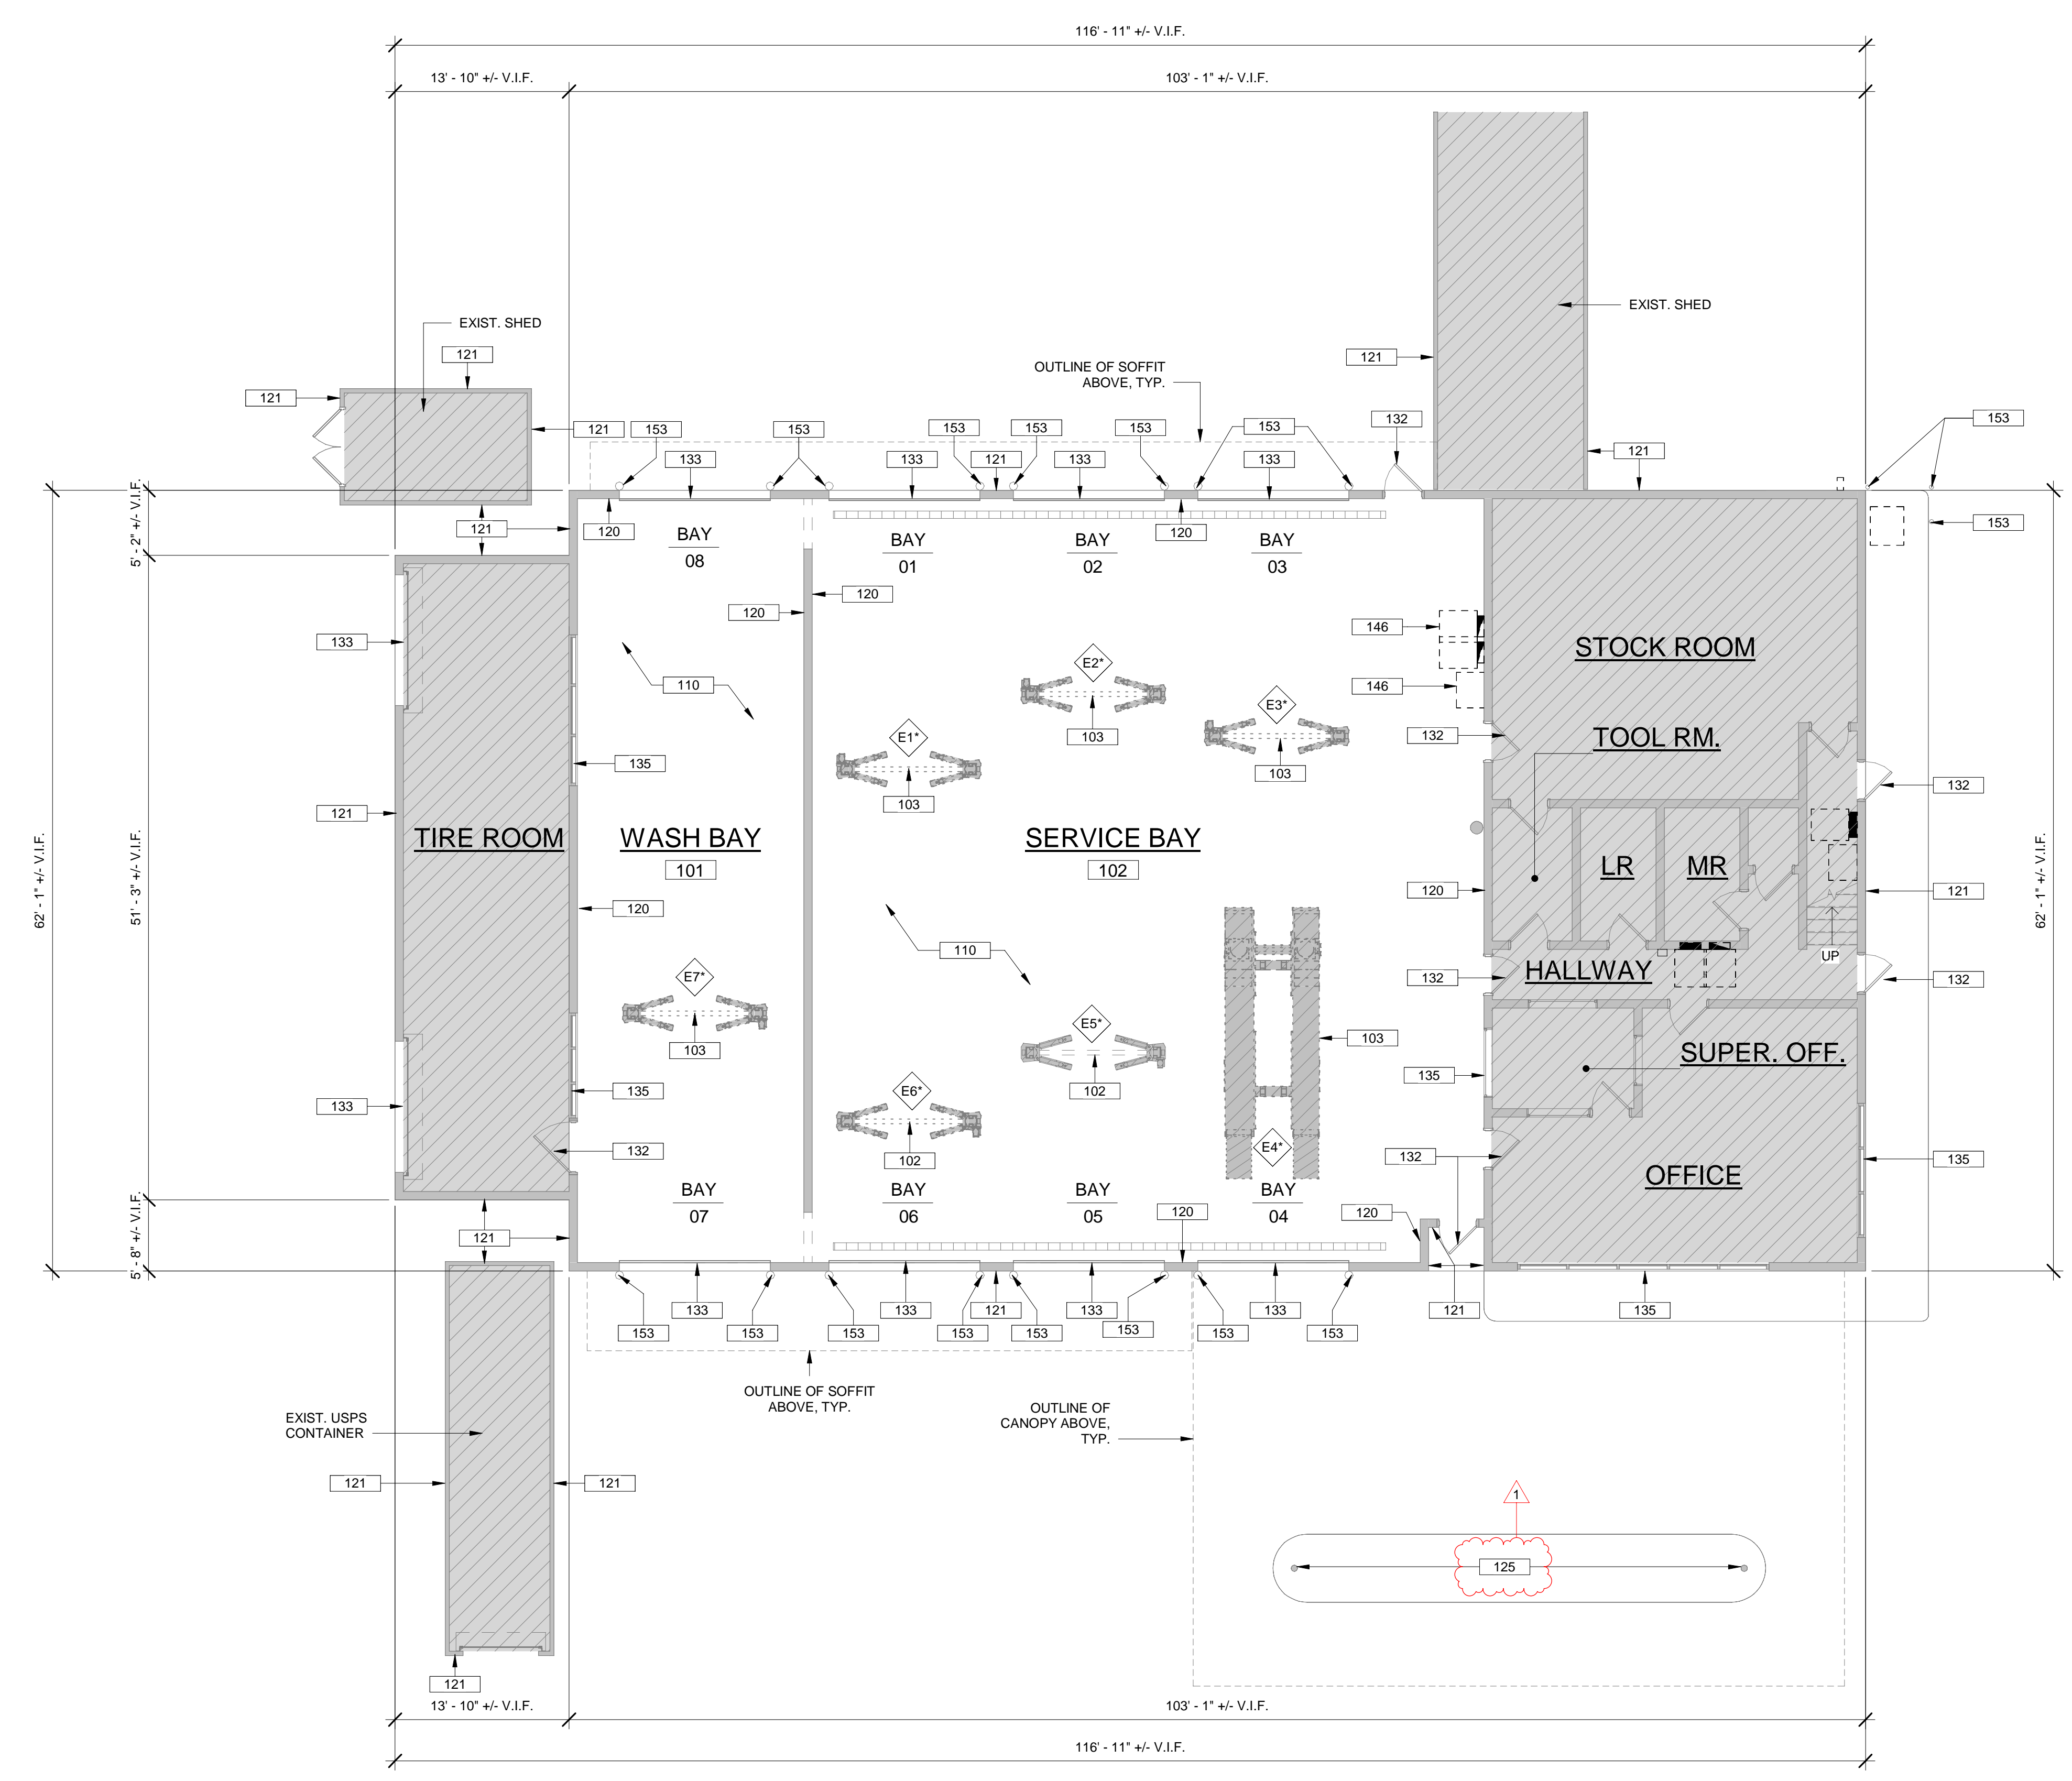 116' - 11" +/- V.I.F.
13' - 10" +/- V.I.F.
103' - 1" +/- V.I.F.
EXIST. SHED
EXIST. SHED
121
121
OUTLINE OF SOFFIT
ABOVE, TYP.
121
121
153
153
153
153
153
153
132
153
133
133
121
133
133
121
5' - 2" +/- V.I.F.
121
120
120
153
BAY
08
BAY
01
BAY
02
BAY
03
120
120
146
133
STOCK ROOM
E2*
110
146
E3*
103
132
TOOL RM.
E1*
103
135
132
103
121
TIRE ROOM
WASH BAY
101
SERVICE BAY
102
LR
MR
62' - 1" +/- V.I.F.
51' - 3" +/- V.I.F.
62' - 1" +/- V.I.F.
120
120
121
110
UP
E7*
132
HALLWAY
132
103
E5*
103
SUPER. OFF.
135
135
102
E6*
133
E4*
132
102
132
135
OFFICE
BAY
07
BAY
06
BAY
05
BAY
04
120
120
5' - 8" +/- V.I.F.
121
133
133
121
133
133
121
135
153
153
153
153
153
153
153
153
OUTLINE OF SOFFIT
ABOVE, TYP.
OUTLINE OF
CANOPY ABOVE,
TYP.
EXIST. USPS
CONTAINER
121
121
1
125
121
13' - 10" +/- V.I.F.
103' - 1" +/- V.I.F.
116' - 11" +/- V.I.F.